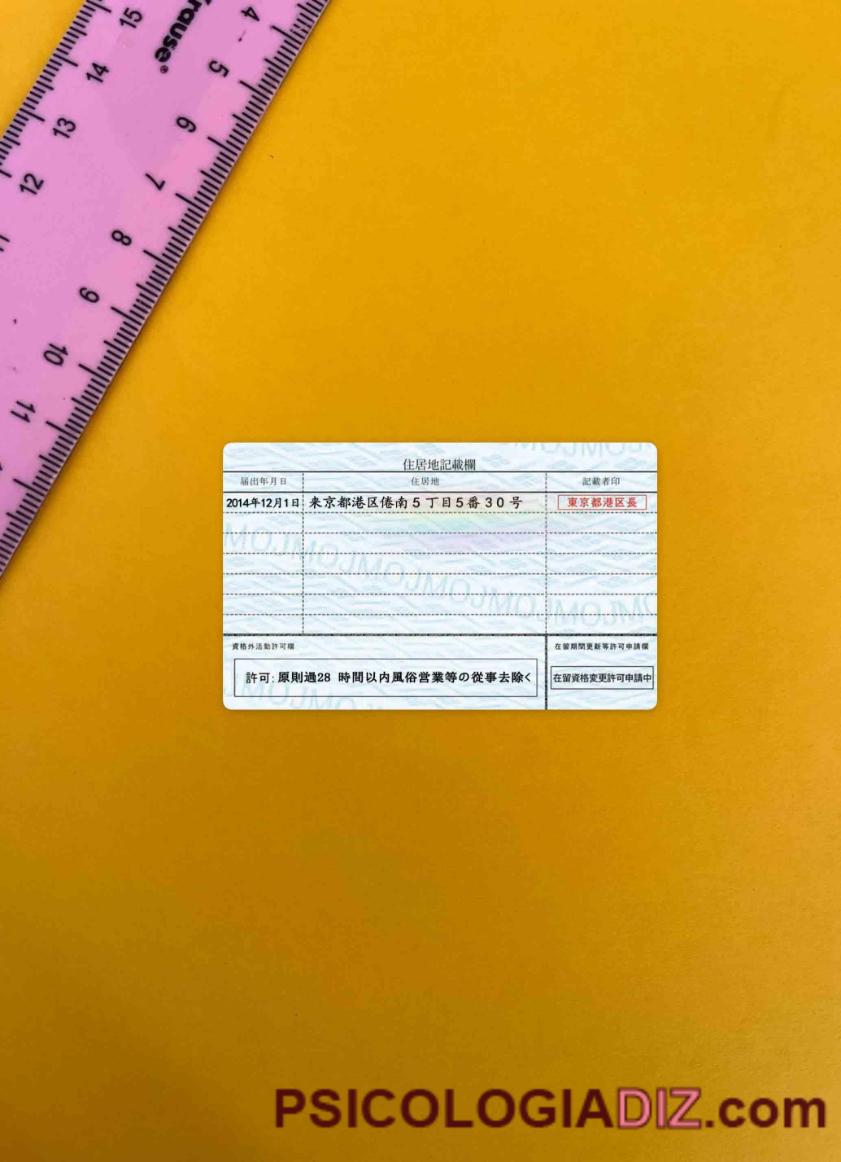 15
14
13
12
11
10
9
8
7
6
5
4
rause®
住居地記載欄
届出年月日 住居地 記載者印
2014年12月1日 来京都港区倦南5丁目5番30号 東京都港区長
MOJMOJMOJMOJMOJMOJMO
資格外活動許可欄 在留期間更新等許可申請欄
許可: 原則過28 時間以内風俗営業等の從事去除く 在留資格変更許可申請中
PSICOLOGIADIZ.com